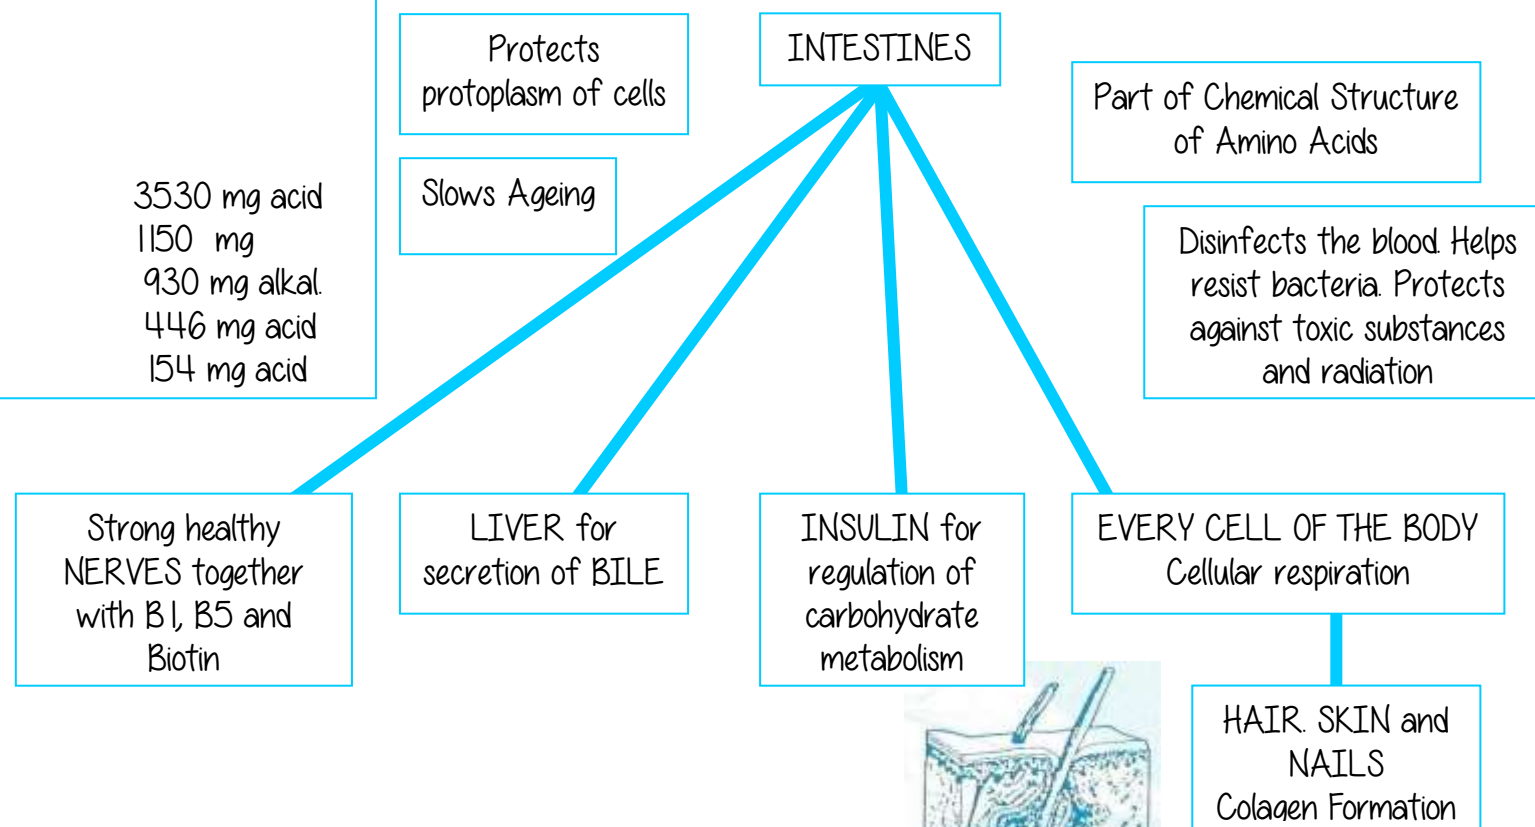 Protects
protoplasm of cells
INTESTINES
Part of Chemical Structure
of Amino Acids
3530 mg acid
1150 mg
930 mg alkal.
446 mg acid
154 mg acid
Slows Ageing
Disinfects the blood. Helps
resist bacteria. Protects
against toxic substances
and radiation
Strong healthy
NERVES together
with B1, B5 and
Biotin
LIVER for
secretion of BILE
INSULIN for
regulation of
carbohydrate
metabolism
EVERY CELL OF THE BODY
Cellular respiration
HAIR. SKIN and
NAILS
Colagen Formation